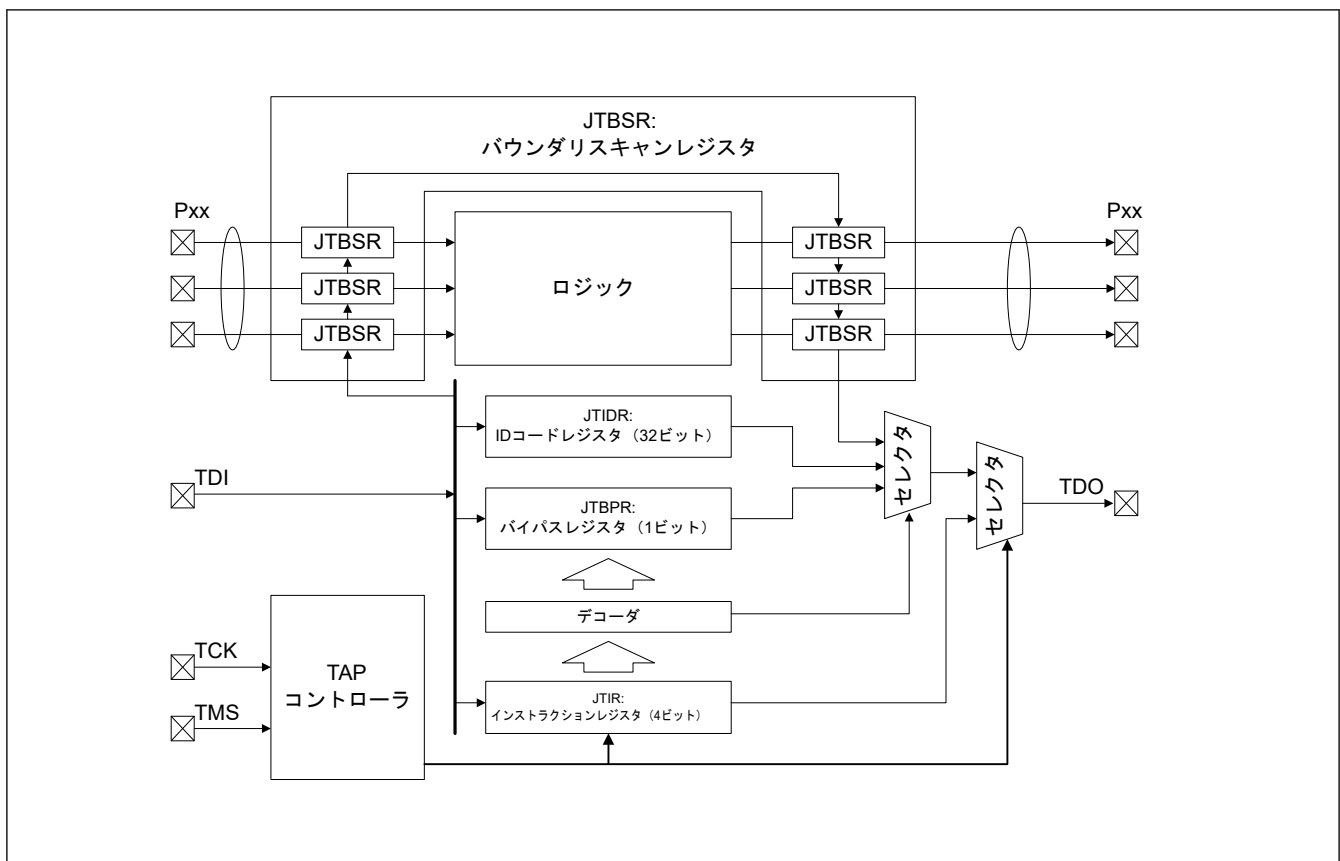 JTBSR:
バウンダリスキャンレジスタ
Pxx
Pxx
JTBSR
JTBSR
JTBSR
ロジック
JTBSR
JTBSR
JTBSR
JTIDR:
IDコードレジスタ（32ビット）
TDI
JTBPR:
バイパスレジスタ（1ビット）
セレクタ
セレクタ
TDO
デコーダ
TCK
TMS
TAP
コントローラ
JTIR:
インストラクションレジスタ（4ビット）